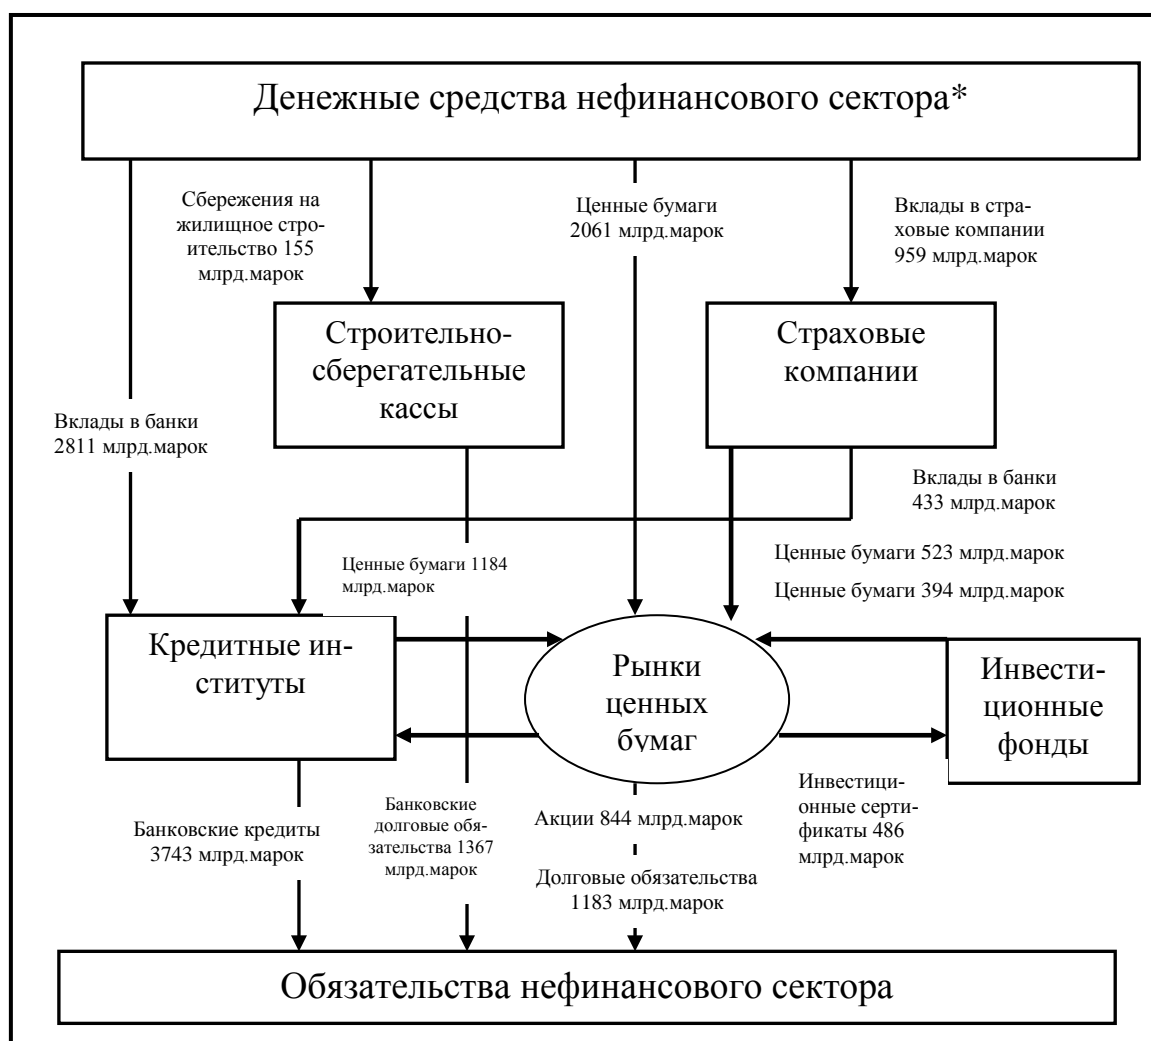 Денежные средства нефинансового сектора*
Сбережения на
жилищное стро-
ительство 155
млрд.марок
Ценные бумаги
2061 млрд.марок
Вклады в стра-
ховые компании
959 млрд.марок
Строительно-
сберегательные
кассы
Страховые
компании
Вклады в банки
2811 млрд.марок
Вклады в банки
433 млрд.марок
Ценные бумаги 1184
млрд.марок
Ценные бумаги 523 млрд.марок
Ценные бумаги 394 млрд.марок
Кредитные ин-
ституты
Рынки
ценных
бумаг
Инвести-
ционные
фонды
Банковские кредиты
3743 млрд.марок
Банковские
долговые обя-
зательства 1367
млрд.марок
Акции 844 млрд.марок
Долговые обязательства
1183 млрд.марок
Инвестици-
онные серти-
фикаты 486
млрд.марок
Обязательства нефинансового сектора